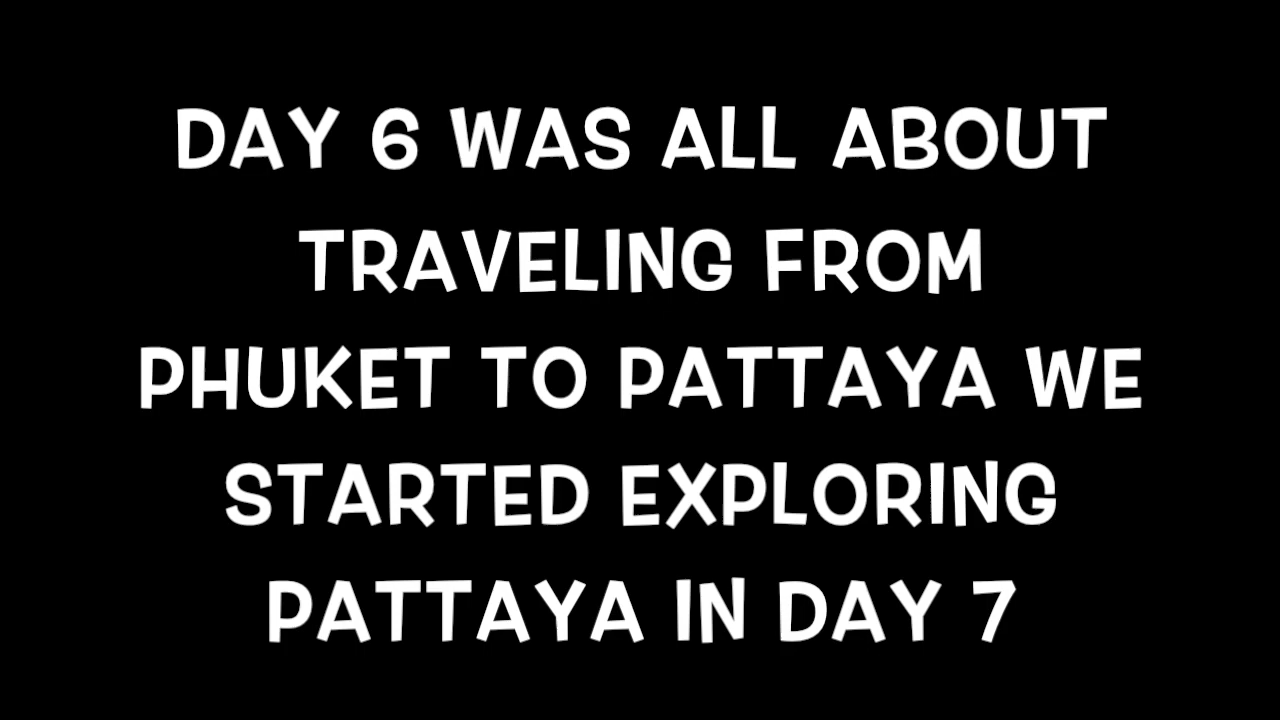 DAY 6 WAS ALL ABOUT
TRAVELING FROM
PHUKET TO PATTAYA WE
STARTED EXPLORING
PATTAYA IN DAY 7